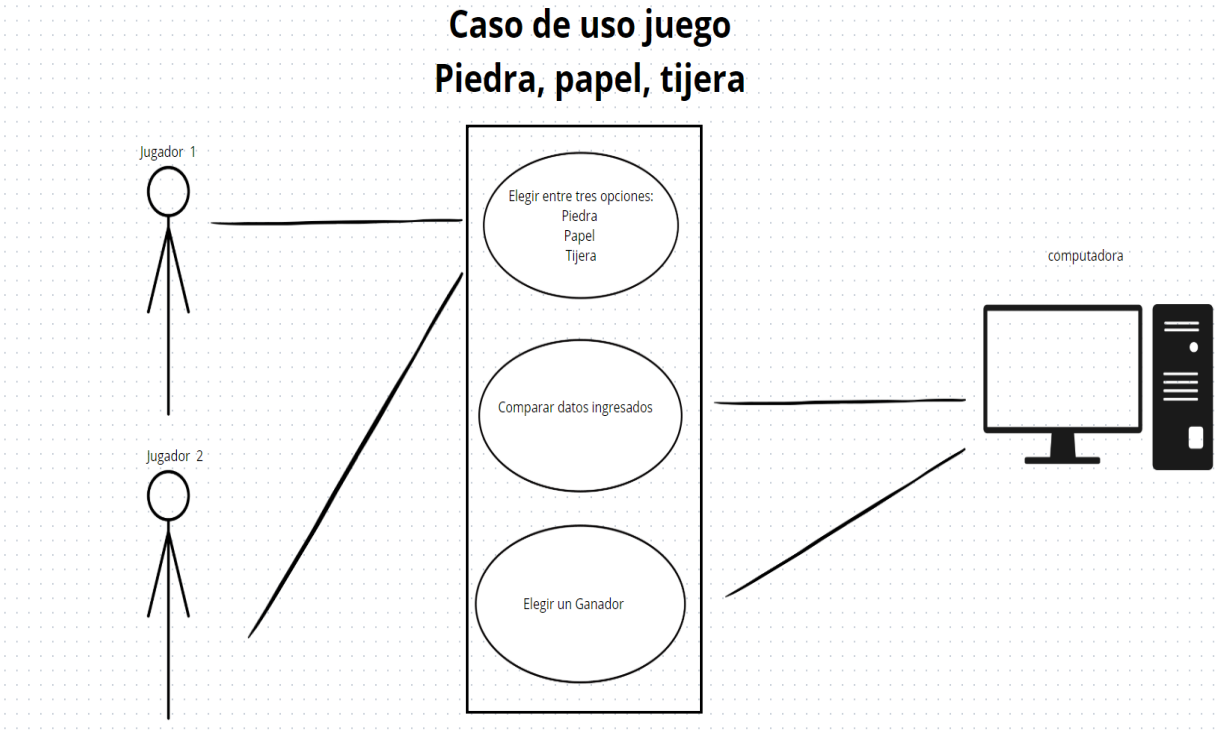 Caso de uso juego
Piedra, papel, tijera
Jugador 1
Elegir entre tres opciones:
Piedra
Papel
Tijera
computadora
Comparar datos ingresados
Jugador 2
Elegir un Ganador